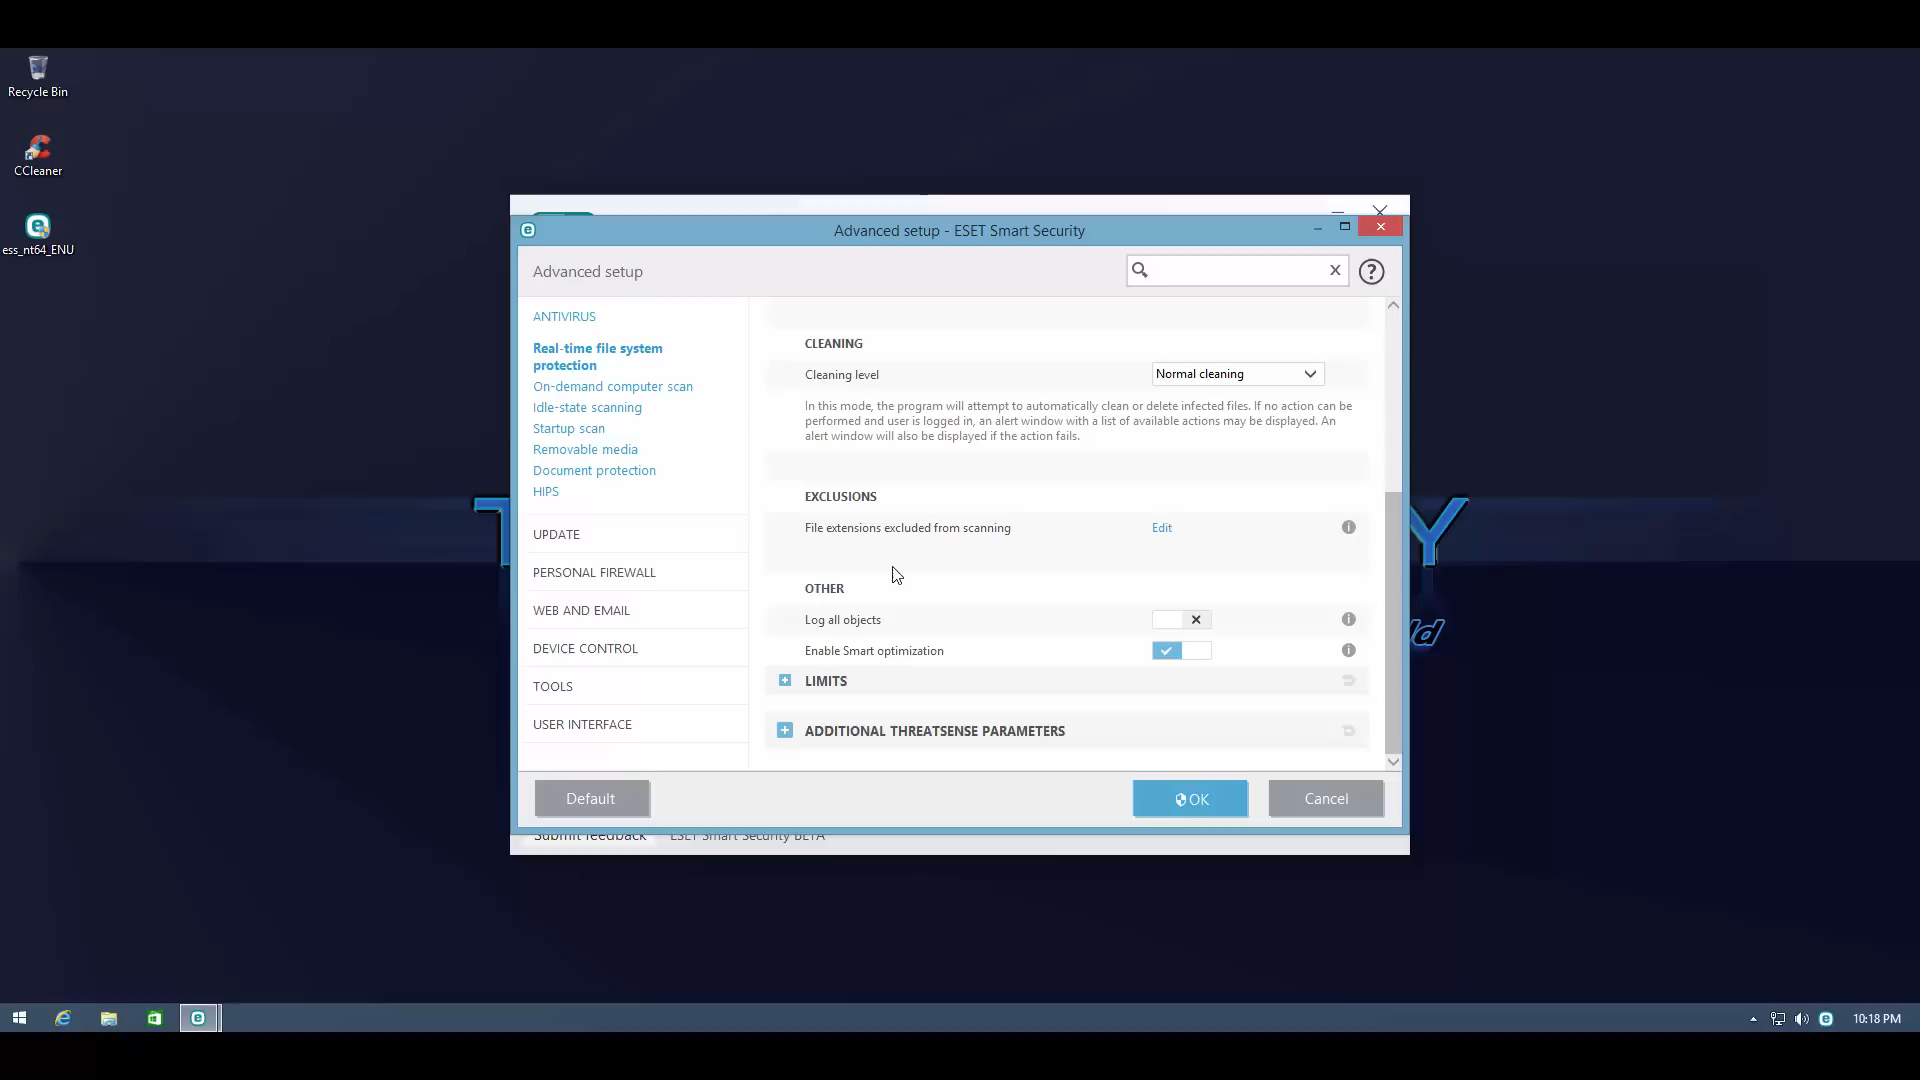 Recycle Bin
CCleaner
ess_nt64_ENU
Advanced setup - ESET Smart Security
Advanced setup
ANTIVIRUS
Real-time file system
protection
On-demand computer scan
Idle-state scanning
Startup scan
Removable media
Document protection
HIPS
UPDATE
PERSONAL FIREWALL
WEB AND EMAIL
DEVICE CONTROL
TOOLS
USER INTERFACE
CLEANING
Cleaning level
Normal cleaning
In this mode, the program will attempt to automatically clean or delete infected files. If no action can be
performed and user is logged in, an alert window with a list of available actions may be displayed. An
alert window will also be displayed if the action fails.
EXCLUSIONS
File extensions excluded from scanning
Edit
OTHER
Log all objects
Enable Smart optimization
LIMITS
ADDITIONAL THREATSENSE PARAMETERS
Default
OK
Cancel
Submit feedback
ESET Smart Security BETA
10:18 PM